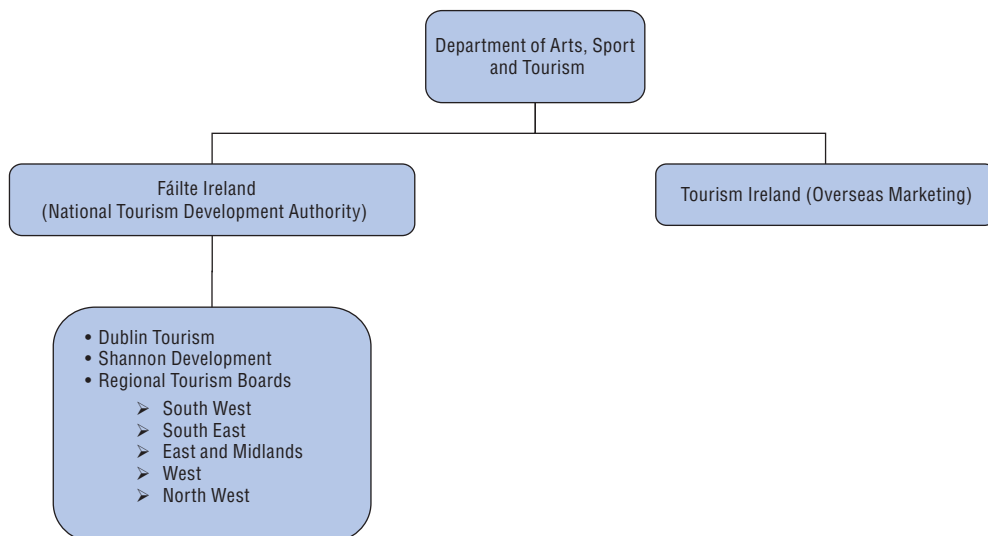 Department of Arts, Sport
and Tourism
Fáilte Ireland
(National Tourism Development Authority)
Tourism Ireland (Overseas Marketing)
• Dublin Tourism
• Shannon Development
• Regional Tourism Boards
➢ South West
➢ South East
➢ East and Midlands
➢ West
➢ North West